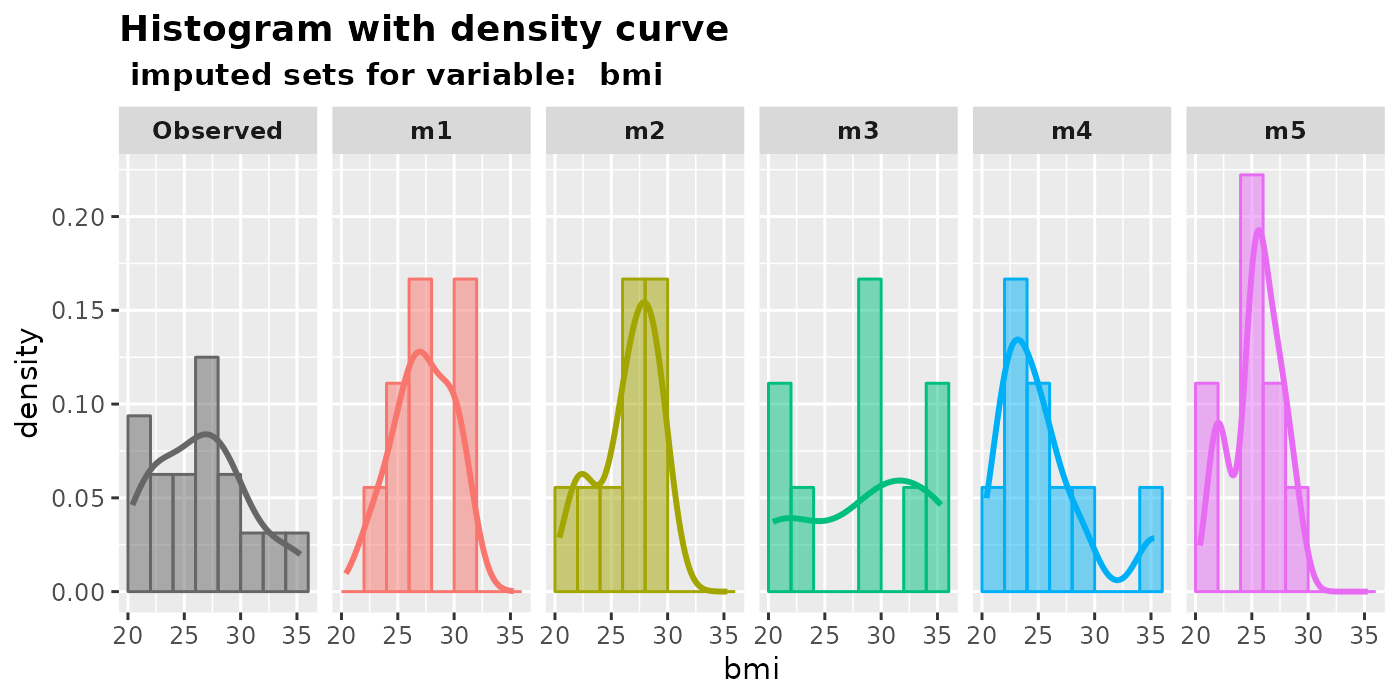 Histogram with density curve
imputed sets for variable:  bmi
Observed m1 m2 m3 m4 m5
density
0.20
0.15
0.10
0.05
0.00
20 25 30 35 20 25 30 35 20 25 30 35 20 25 30 35 20 25 30 35 20 25 30 35
bmi